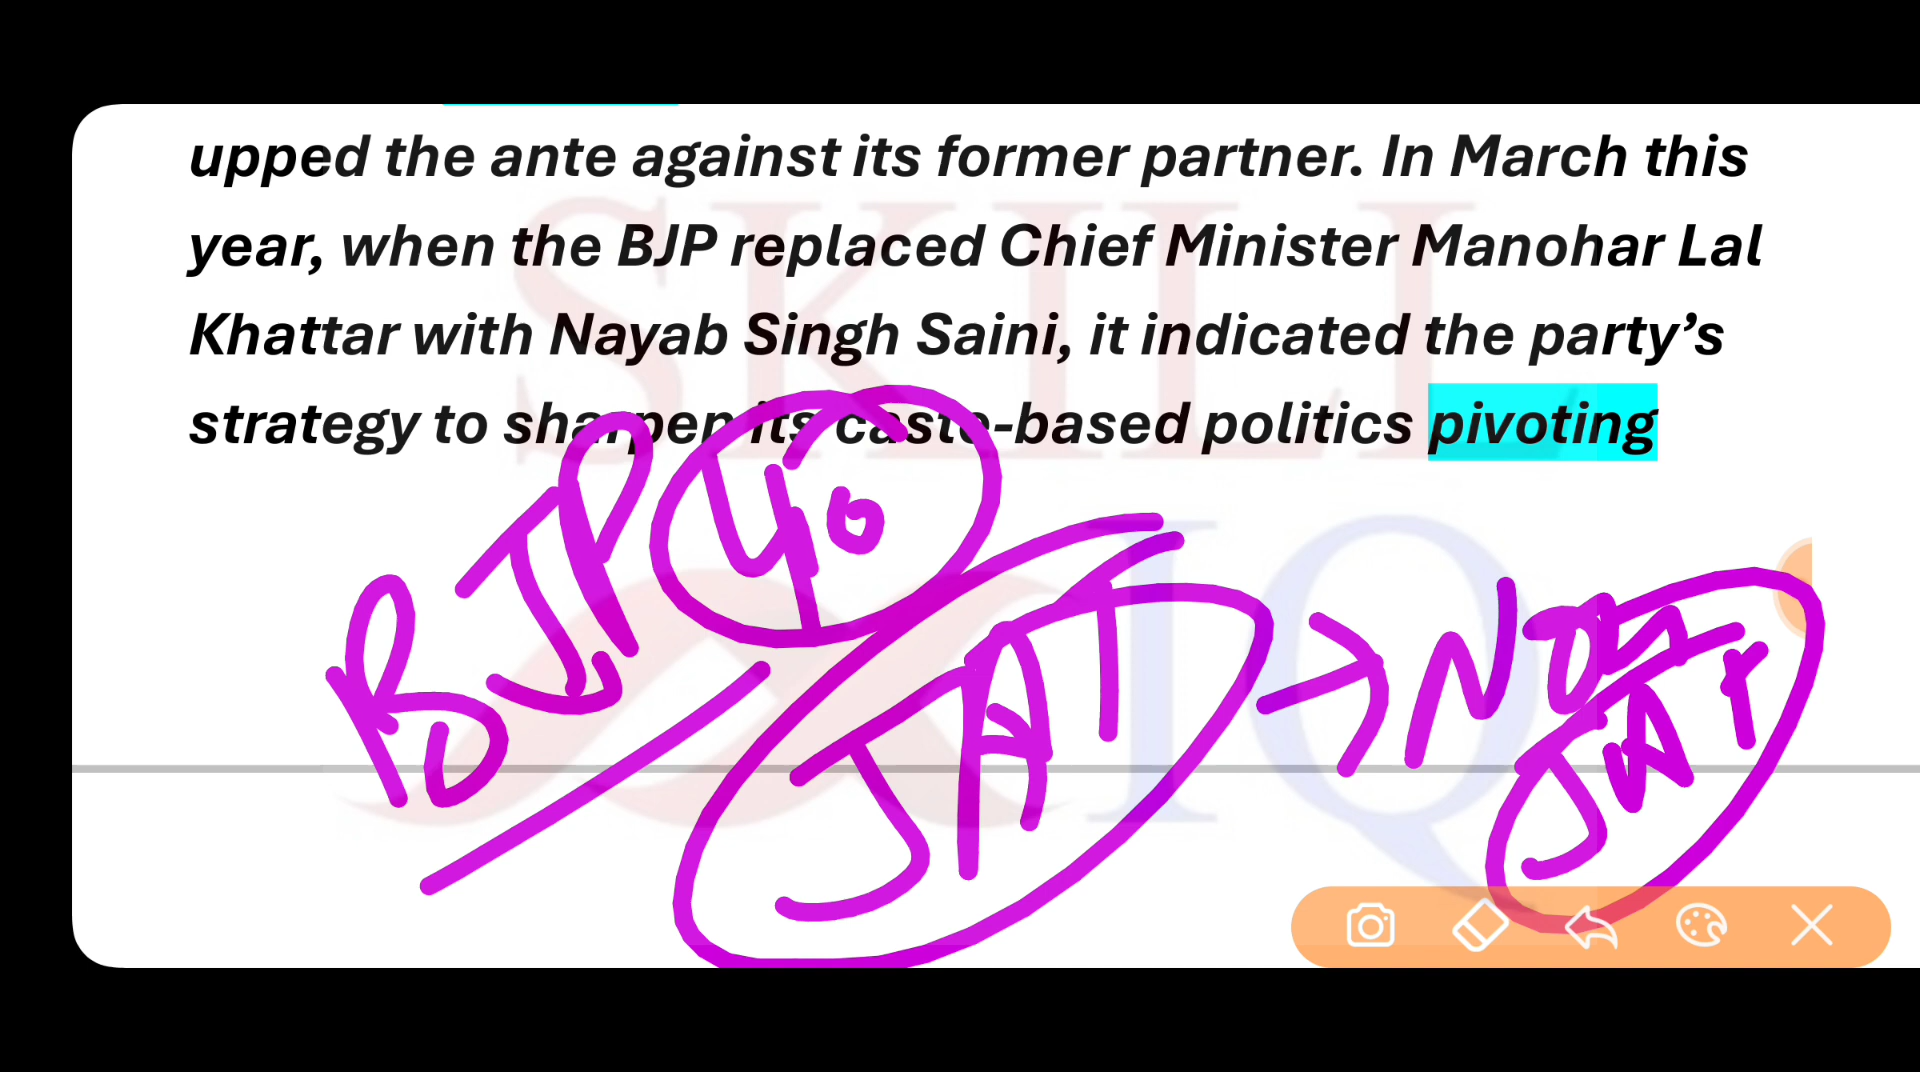 upped the ante against its former partner. In March this
year, when the BJP replaced Chief Minister Manohar Lal
Khattar with Nayab Singh Saini, it indicated the party’s
strategy to sharpen its caste-based politics pivoting
BJP 40
JAT → NON
JAT
SKILL
IQ